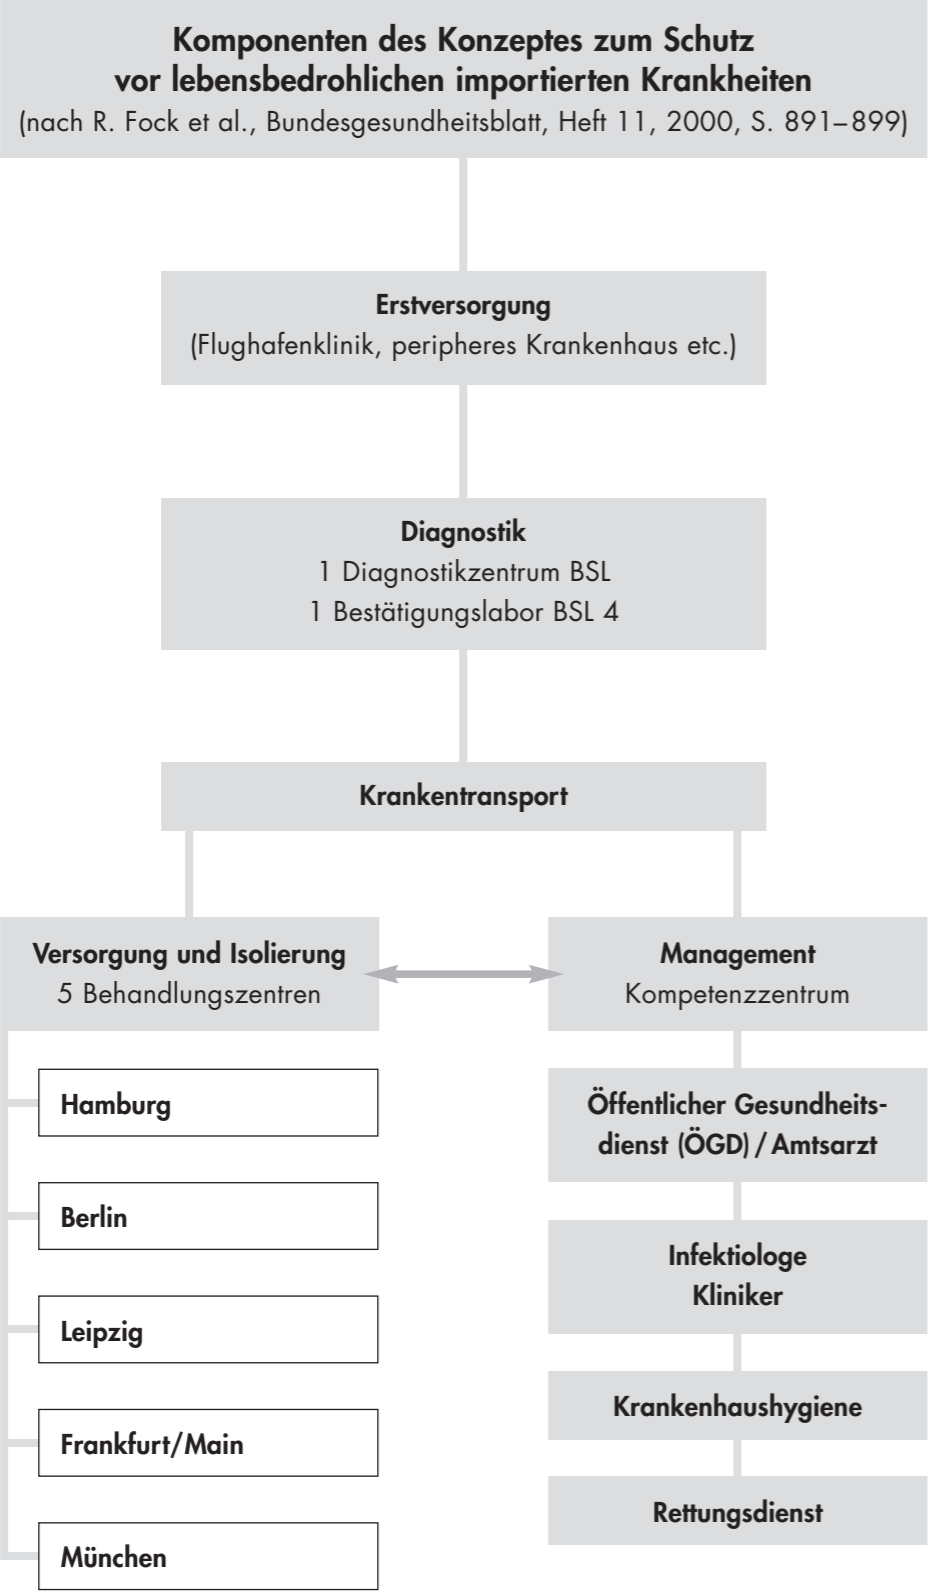 Komponenten des Konzeptes zum Schutz
vor lebensbedrohlichen importierten Krankheiten
(nach R. Fock et al., Bundesgesundheitsblatt, Heft 11, 2000, S. 891–899)
Erstversorgung
(Flughafenklinik, peripheres Krankenhaus etc.)
Diagnostik
1 Diagnostikzentrum BSL
1 Bestätigungslabor BSL 4
Krankentransport
Versorgung und Isolierung
5 Behandlungszentren
Hamburg
Berlin
Leipzig
Frankfurt/Main
München
Management
Kompetenzzentrum
Öffentlicher Gesundheits-
dienst (ÖGD) / Amtsarzt
Infektiologe
Kliniker
Krankenhaushygiene
Rettungsdienst